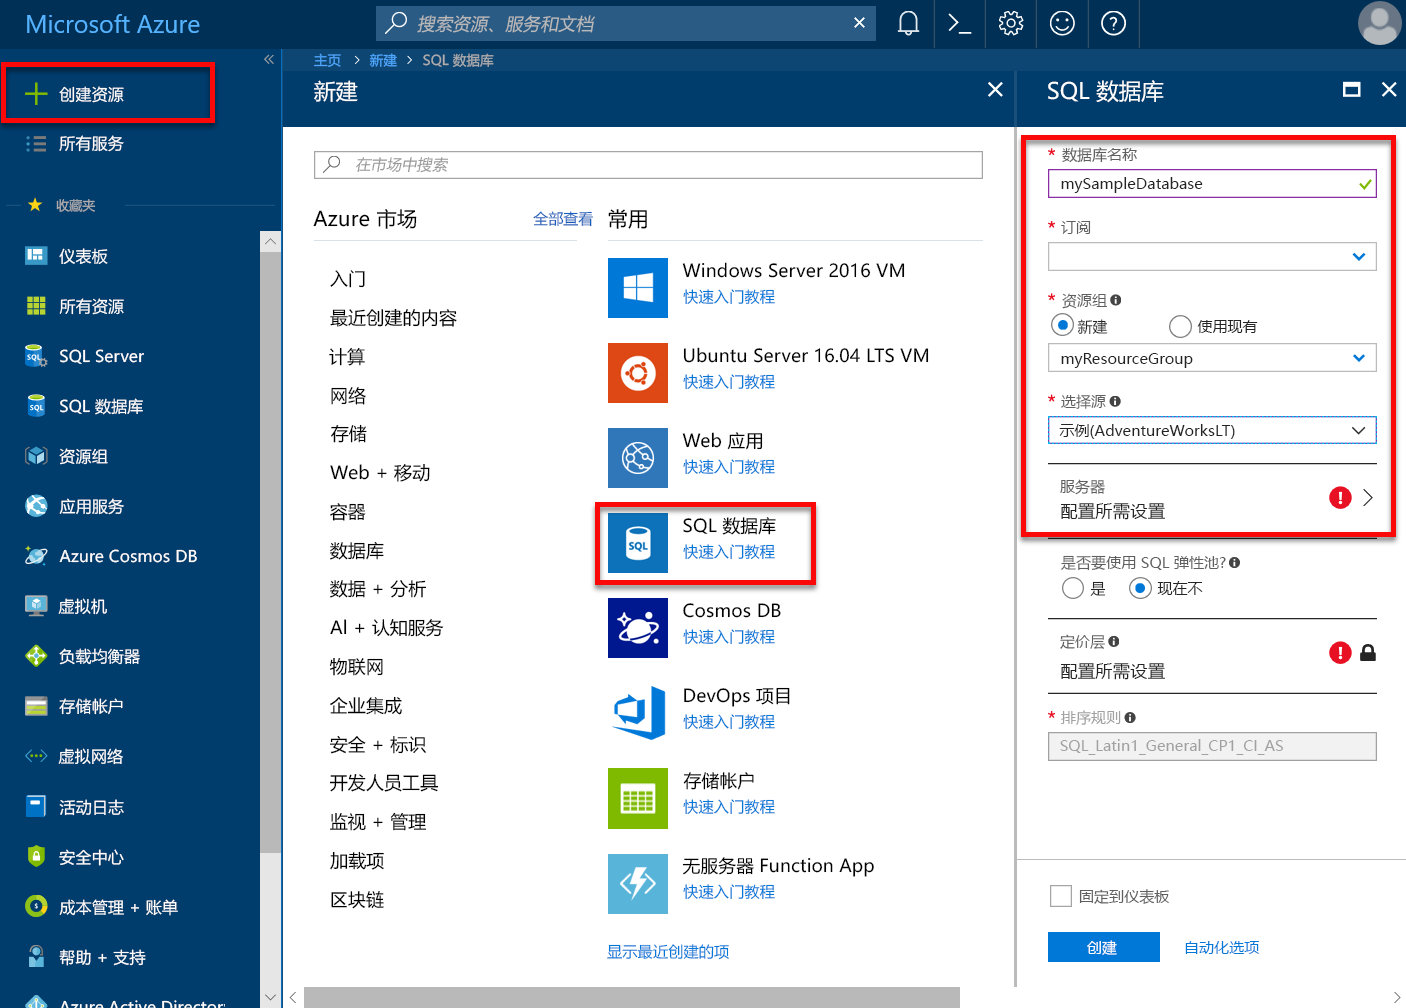 Microsoft Azure
搜索资源、服务和文档
创建资源
所有服务
收藏夹
仪表板
所有资源
SQL Server
SQL 数据库
资源组
应用服务
Azure Cosmos DB
虚拟机
负载均衡器
存储帐户
虚拟网络
活动日志
安全中心
成本管理 + 账单
帮助 + 支持
Azure Active Director
主页 > 新建 > SQL 数据库
新建
在市场中搜索
Azure 市场
全部查看
入门
最近创建的内容
计算
网络
存储
Web + 移动
容器
数据库
数据 + 分析
AI + 认知服务
物联网
企业集成
安全 + 标识
开发人员工具
监视 + 管理
加载项
区块链
常用
Windows Server 2016 VM
快速入门教程
Ubuntu Server 16.04 LTS VM
快速入门教程
Web 应用
快速入门教程
SQL
SQL 数据库
快速入门教程
Cosmos DB
快速入门教程
DevOps 项目
快速入门教程
存储帐户
快速入门教程
无服务器 Function App
快速入门教程
显示最近创建的项
SQL 数据库
* 数据库名称
mySampleDatabase
* 订阅
* 资源组
新建 使用现有
myResourceGroup
* 选择源
示例(AdventureWorksLT)
服务器
配置所需设置
是否要使用 SQL 弹性池?
是 现在不
定价层
配置所需设置
* 排序规则
SQL_Latin1_General_CP1_CI_AS
固定到仪表板
创建 自动化选项